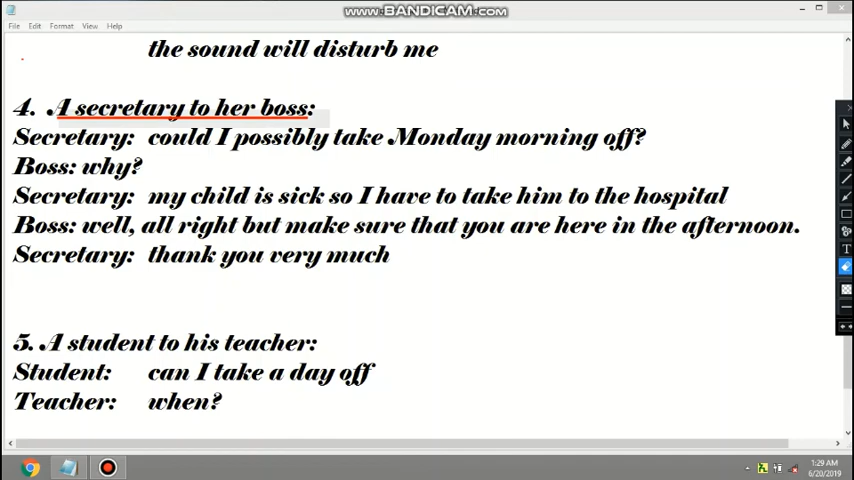 www.BANDICAM.com
File Edit Format View Help
the sound will disturb me
4. A secretary to her boss:
Secretary: could I possibly take Monday morning off?
Boss: why?
Secretary: my child is sick so I have to take him to the hospital
Boss: well, all right but make sure that you are here in the afternoon.
Secretary: thank you very much
5. A student to his teacher:
Student: can I take a day off
Teacher: when?
T
1:29 AM
6/20/2019